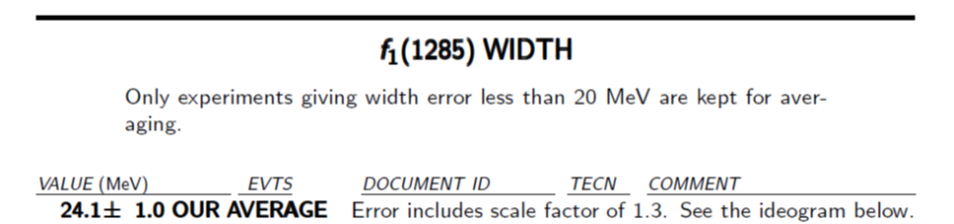 f1(1285) WIDTH
Only experiments giving width error less than 20 MeV are kept for aver-
aging.
VALUE (MeV) EVTS DOCUMENT ID TECN COMMENT
24.1± 1.0 OUR AVERAGE Error includes scale factor of 1.3. See the ideogram below.